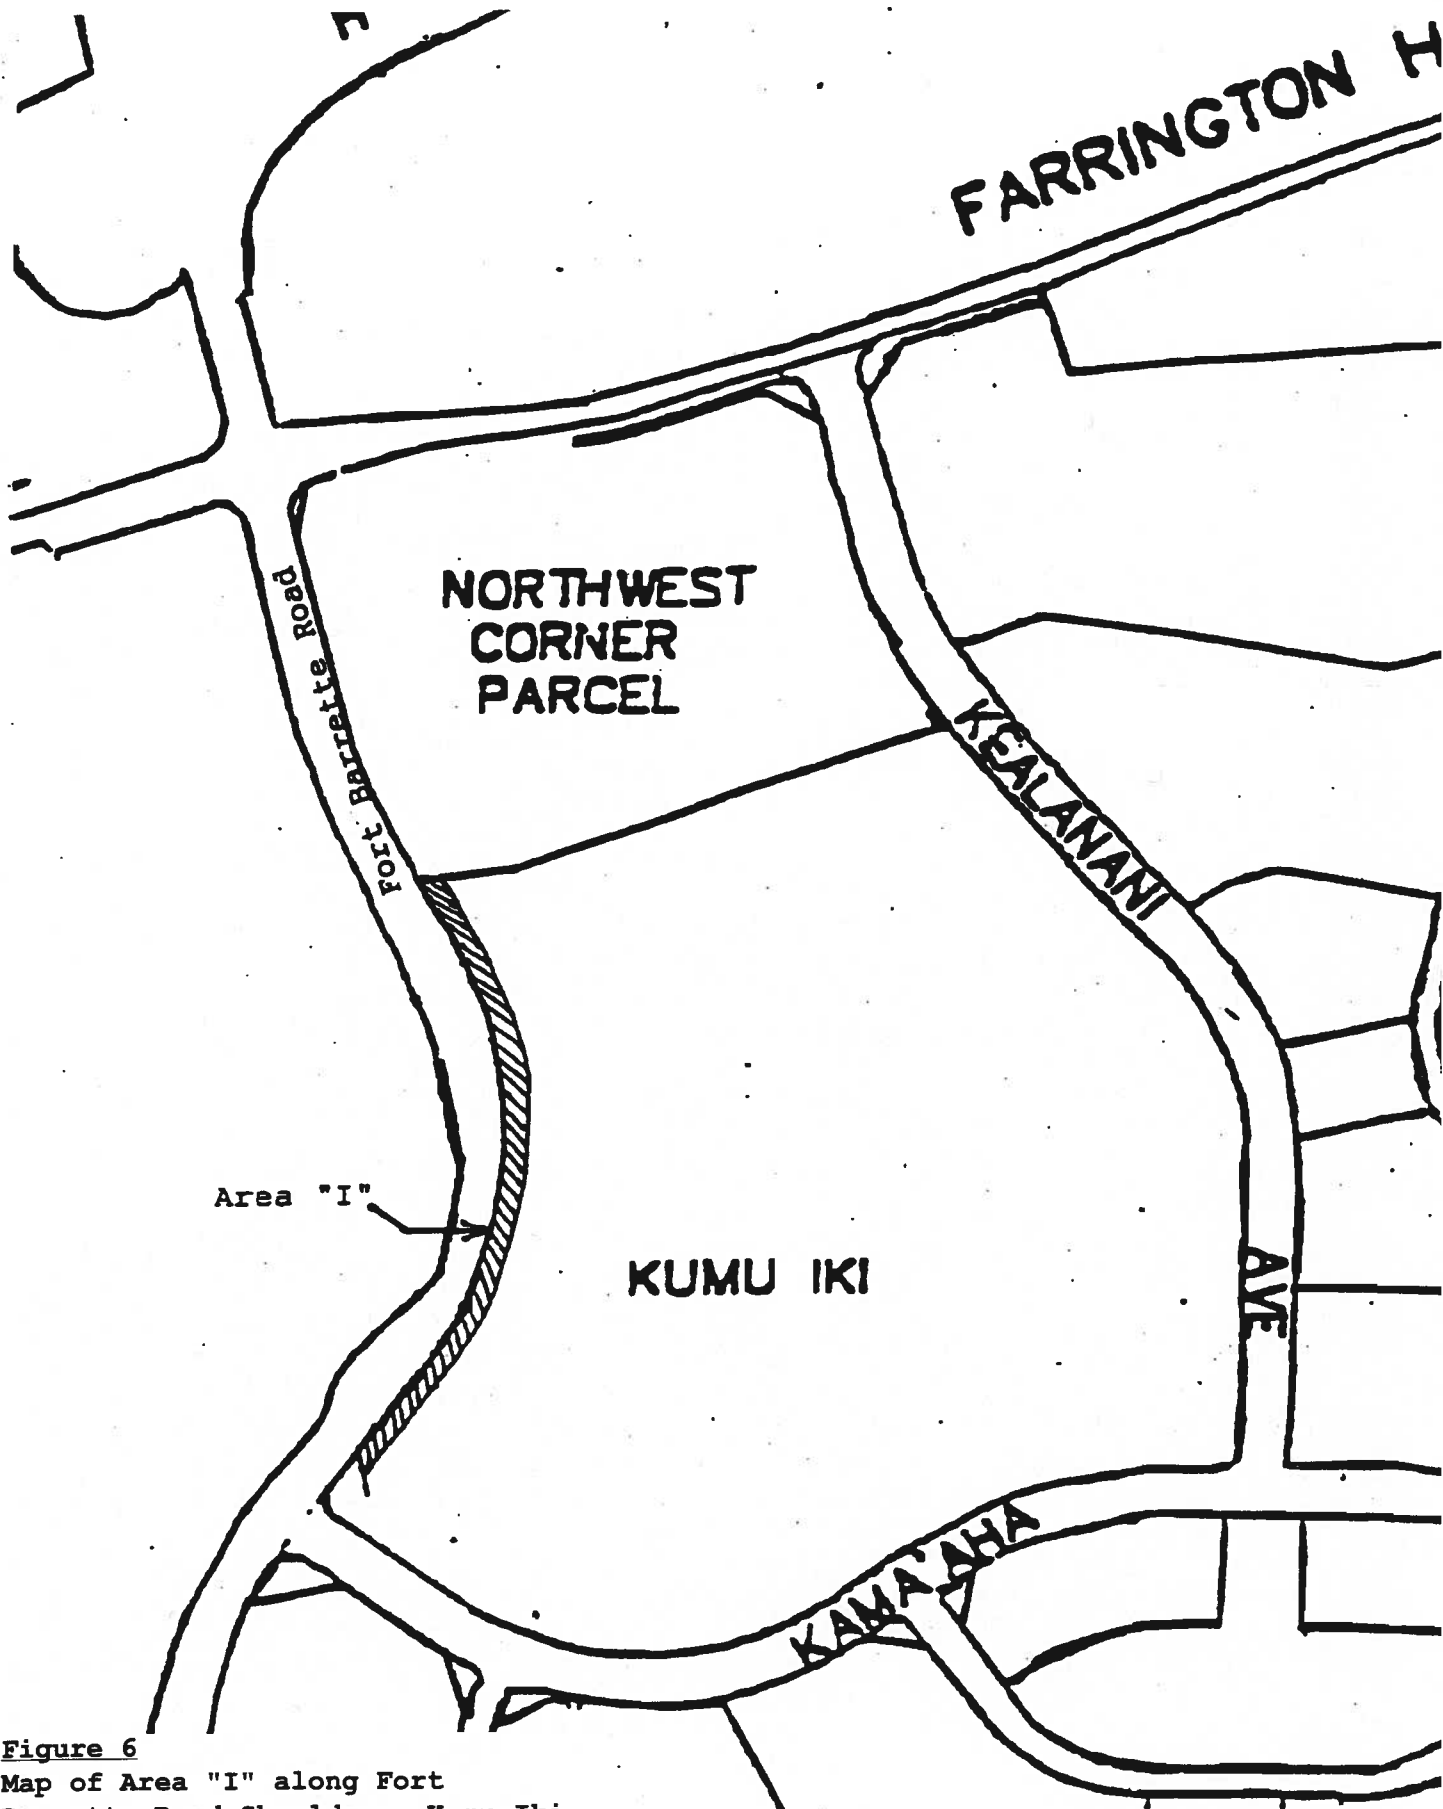 FARRINGTON H
NORTHWEST
CORNER
PARCEL
Fort Barrette Road
KEALANANI
AVE
Area "I"
KUMU IKI
KAMA'AHA
Figure 6
Map of Area "I" along Fort